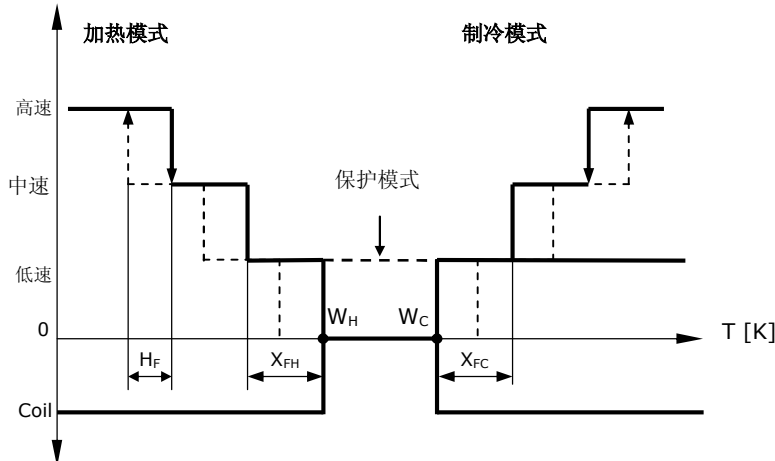 加热模式
制冷模式
高速
中速
保护模式
低速
W_H
W_C
0
T [K]
H_F
X_FH
X_FC
Coil